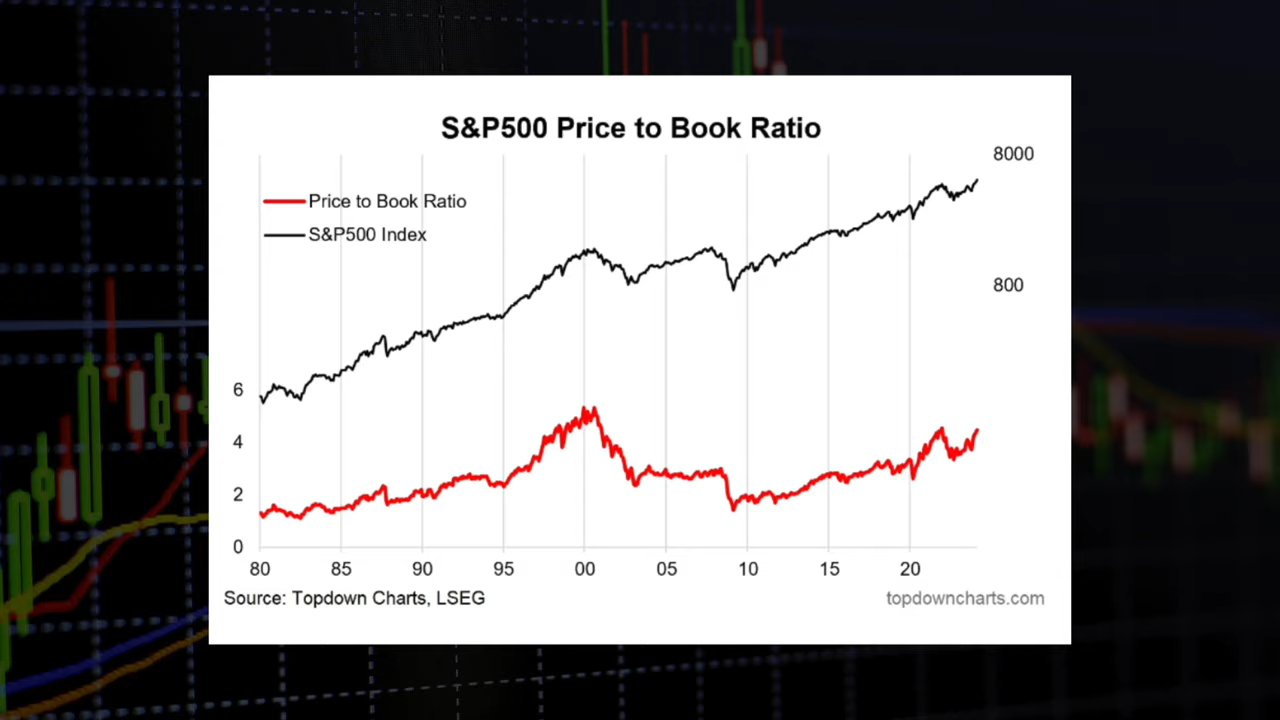 S&P500 Price to Book Ratio
8000
Price to Book Ratio
S&P500 Index
800
6
4
2
0
80 85 90 95 00 05 10 15 20
Source: Topdown Charts, LSEG
topdowncharts.com